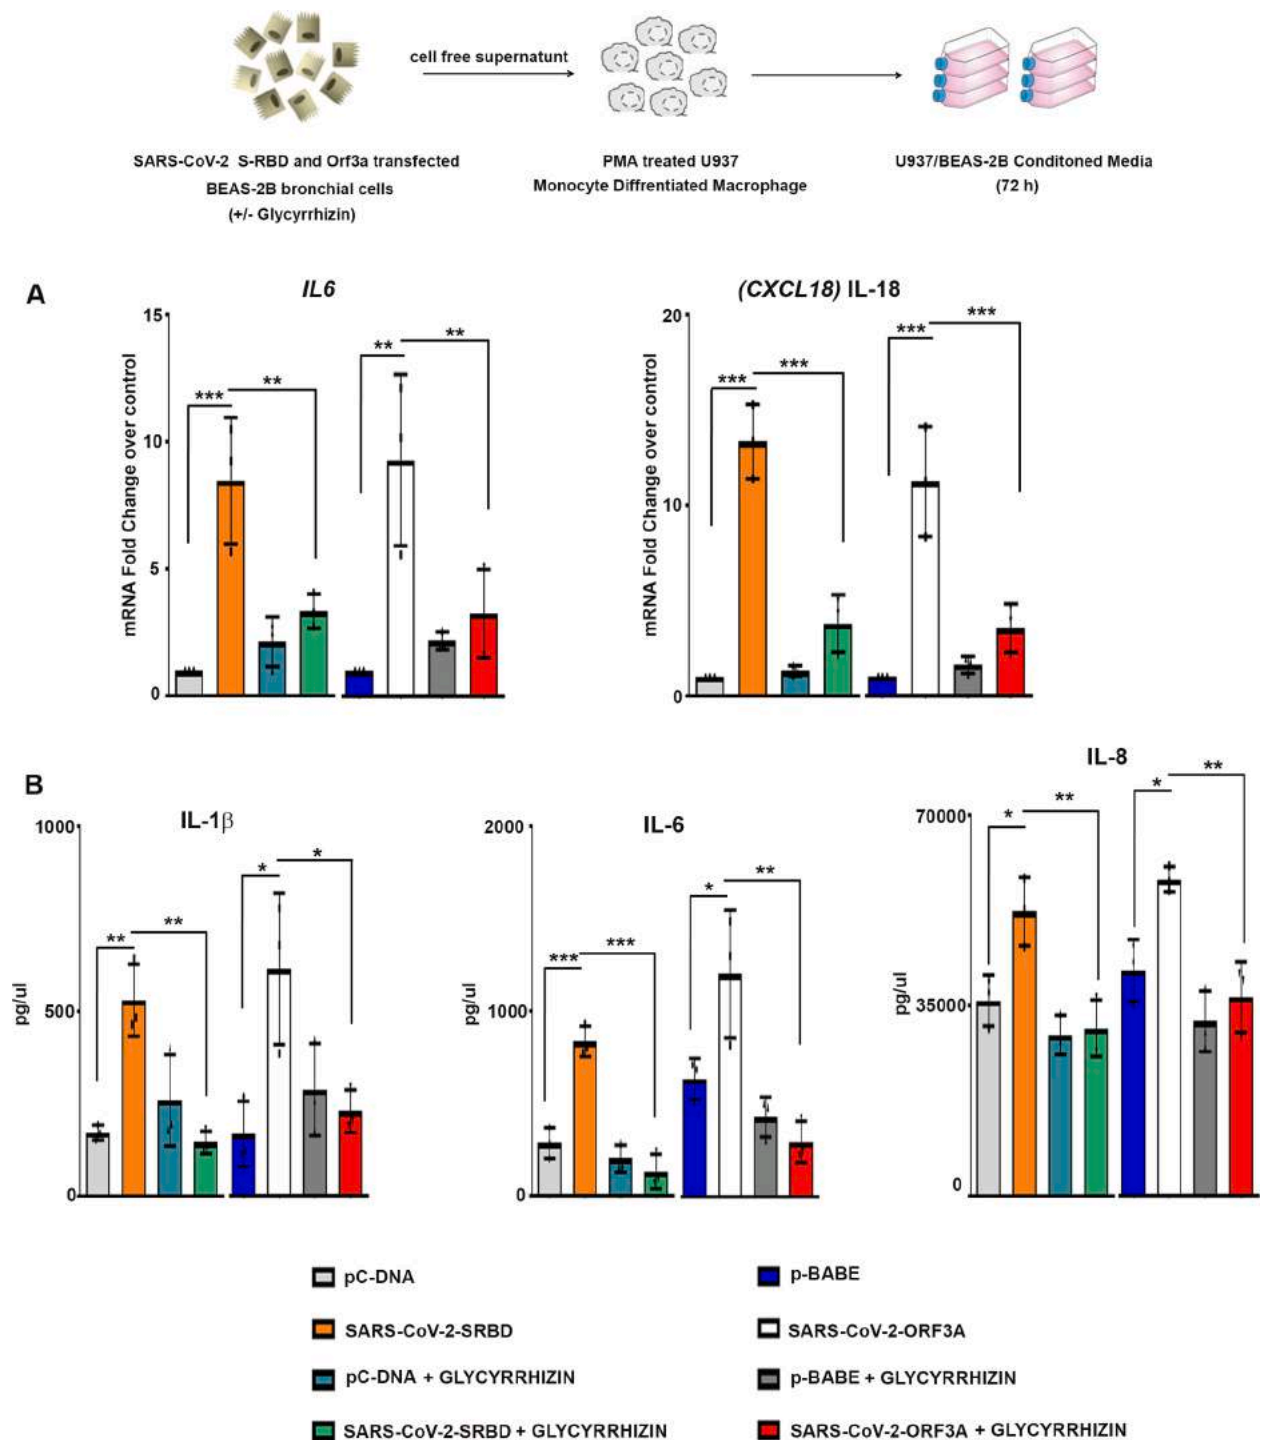 cell free supernatunt
SARS-CoV-2 S-RBD and Orf3a transfected
BEAS-2B bronchial cells
(+/- Glycyrrhizin)
PMA treated U937
Monocyte Diffrentiated Macrophage
U937/BEAS-2B Conditoned Media
(72 h)
A
IL6
mRNA Fold Change over control
15
10
5
0
***
**
**
**
(CXCL18) IL-18
mRNA Fold Change over control
20
10
0
***
***
***
***
B
IL-1β
pg/ul
1000
500
0
**
**
*
*
IL-6
pg/ul
2000
1000
0
***
***
*
**
IL-8
pg/ul
70000
35000
0
*
**
*
**
pC-DNA
p-BABE
SARS-CoV-2-SRBD
SARS-CoV-2-ORF3A
pC-DNA + GLYCYRRHIZIN
p-BABE + GLYCYRRHIZIN
SARS-CoV-2-SRBD + GLYCYRRHIZIN
SARS-CoV-2-ORF3A + GLYCYRRHIZIN